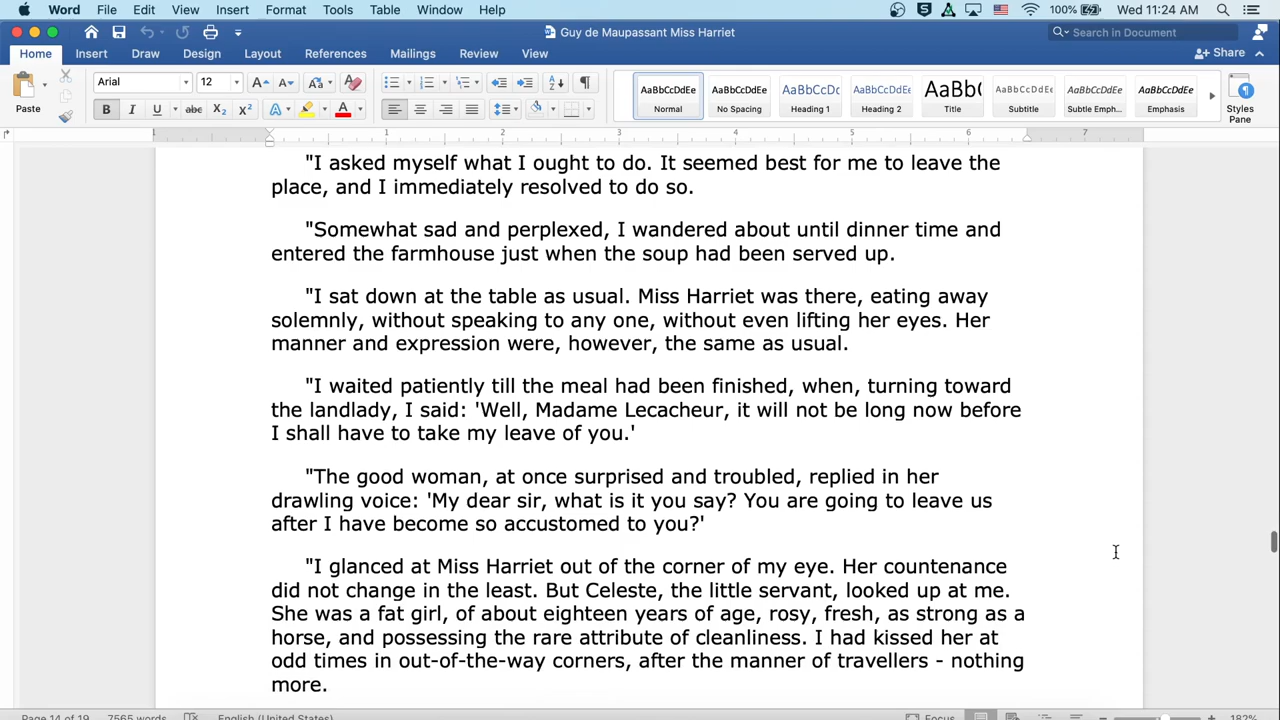 Word File Edit View Insert Format Tools Table Window Help 100% Wed 11:24 AM
Guy de Maupassant Miss Harriet Search in Document
Home Insert Draw Design Layout References Mailings Review View Share
Paste Arial 12 AaBbCcDdEe AaBbCcDdEe AaBbCcDc AaBbCcDdEe AaBbC AaBbCcDdEe AaBbCcDdEe AaBbCcDdEe
Normal No Spacing Heading 1 Heading 2 Title Subtitle Subtle Emph... Emphasis Styles Pane
1 1 2 3 4 5 6 7
"I asked myself what I ought to do. It seemed best for me to leave the
place, and I immediately resolved to do so.
"Somewhat sad and perplexed, I wandered about until dinner time and
entered the farmhouse just when the soup had been served up.
"I sat down at the table as usual. Miss Harriet was there, eating away
solemnly, without speaking to any one, without even lifting her eyes. Her
manner and expression were, however, the same as usual.
"I waited patiently till the meal had been finished, when, turning toward
the landlady, I said: 'Well, Madame Lecacheur, it will not be long now before
I shall have to take my leave of you.'
"The good woman, at once surprised and troubled, replied in her
drawling voice: 'My dear sir, what is it you say? You are going to leave us
after I have become so accustomed to you?'
"I glanced at Miss Harriet out of the corner of my eye. Her countenance
did not change in the least. But Celeste, the little servant, looked up at me.
She was a fat girl, of about eighteen years of age, rosy, fresh, as strong as a
horse, and possessing the rare attribute of cleanliness. I had kissed her at
odd times in out-of-the-way corners, after the manner of travellers - nothing
more.
Page 14 of 19 7565 words English (United States) Focus 182%